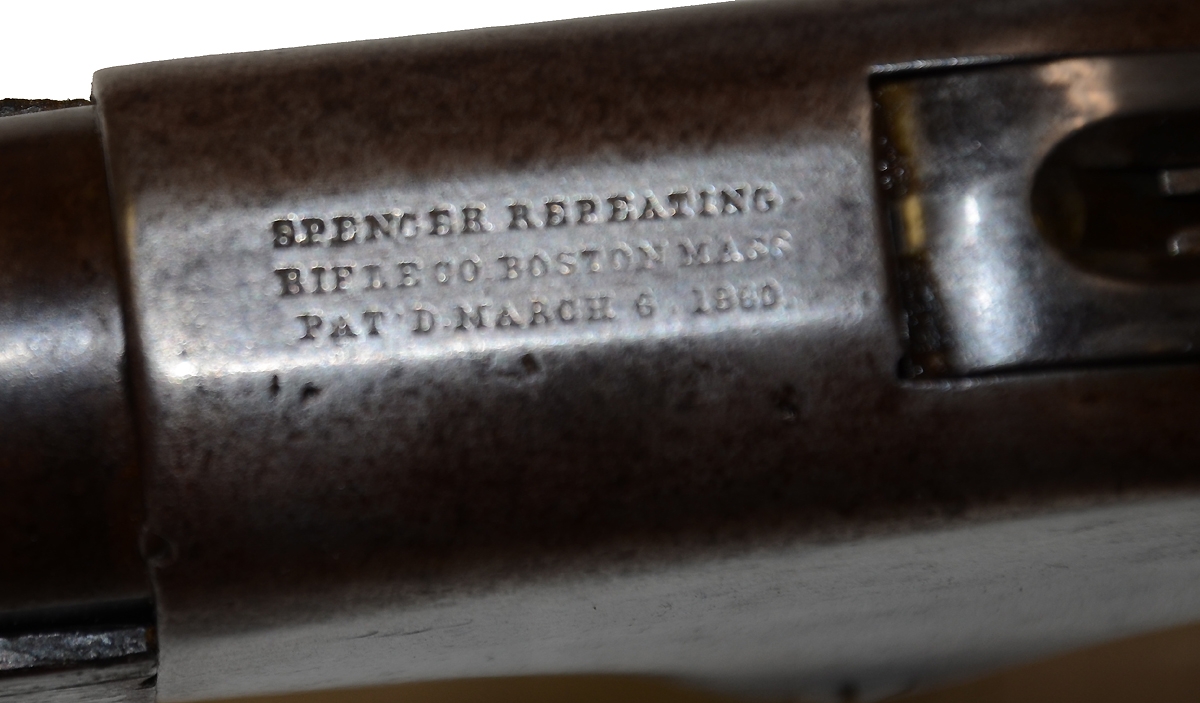 SPENCER REPEATING
RIFLE CO BOSTON MASS
PAT'D MARCH 6, 1860